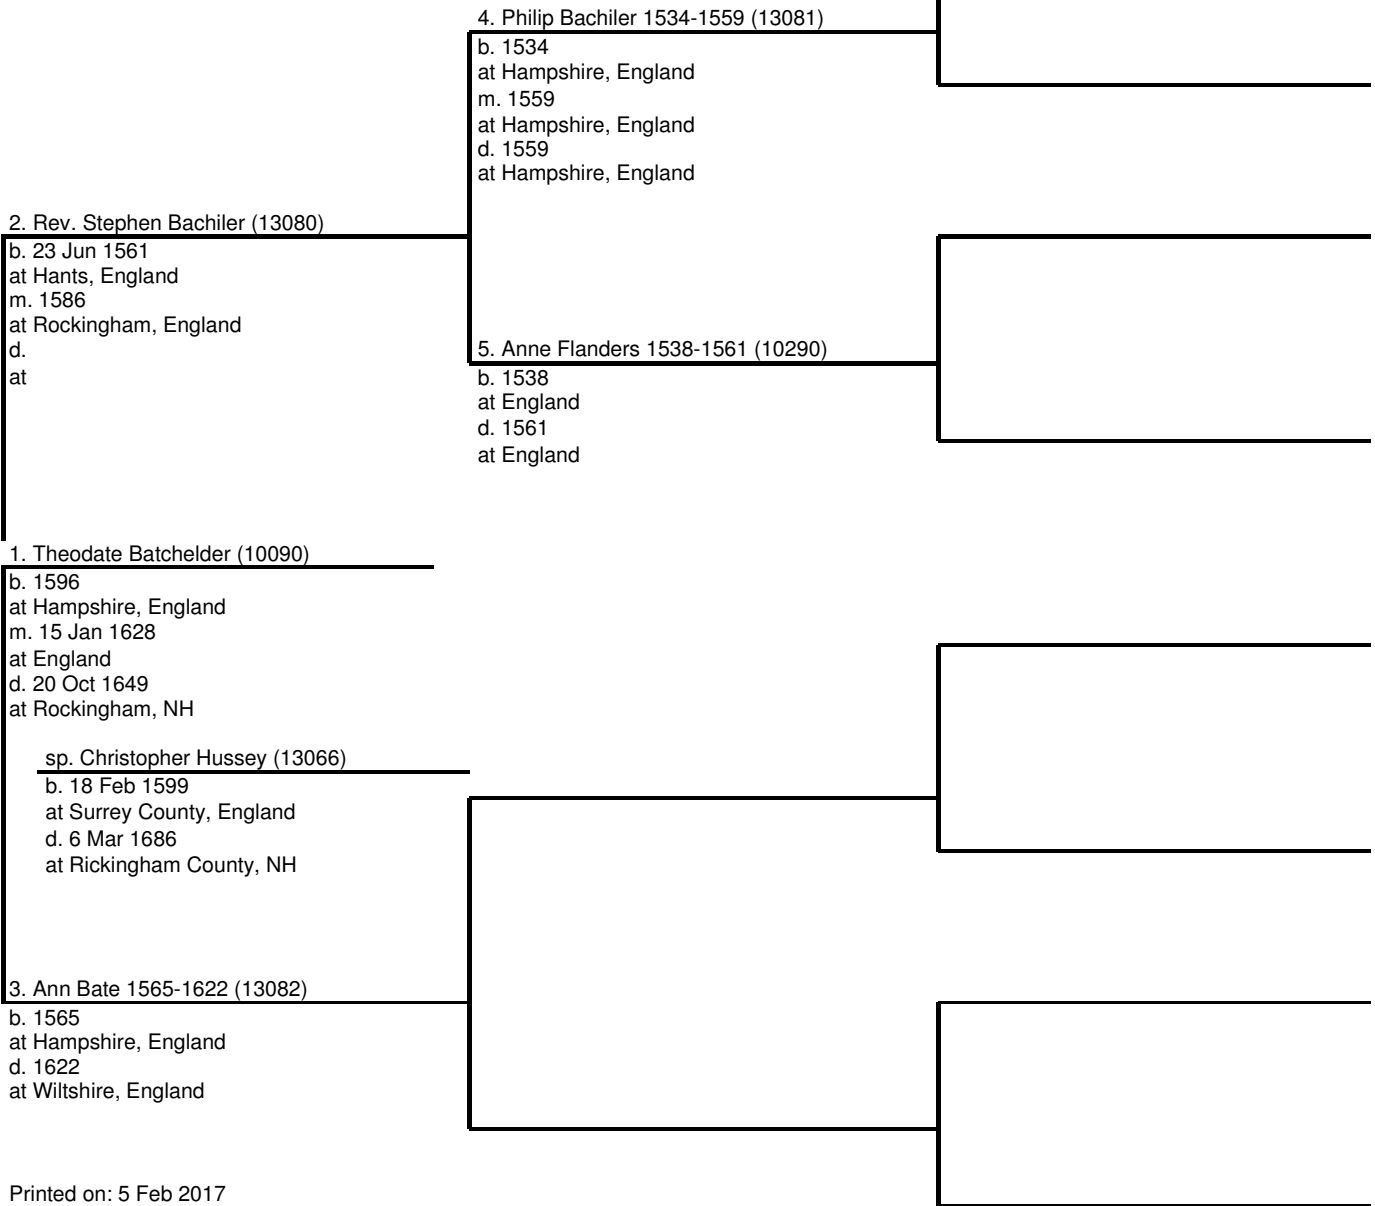 4. Philip Bachiler 1534-1559 (13081)
b. 1534
at Hampshire, England
m. 1559
at Hampshire, England
d. 1559
at Hampshire, England
2. Rev. Stephen Bachiler (13080)
b. 23 Jun 1561
at Hants, England
m. 1586
at Rockingham, England
d.
at
5. Anne Flanders 1538-1561 (10290)
b. 1538
at England
d. 1561
at England
1. Theodate Batchelder (10090)
b. 1596
at Hampshire, England
m. 15 Jan 1628
at England
d. 20 Oct 1649
at Rockingham, NH
sp. Christopher Hussey (13066)
b. 18 Feb 1599
at Surrey County, England
d. 6 Mar 1686
at Rickingham County, NH
3. Ann Bate 1565-1622 (13082)
b. 1565
at Hampshire, England
d. 1622
at Wiltshire, England
Printed on: 5 Feb 2017